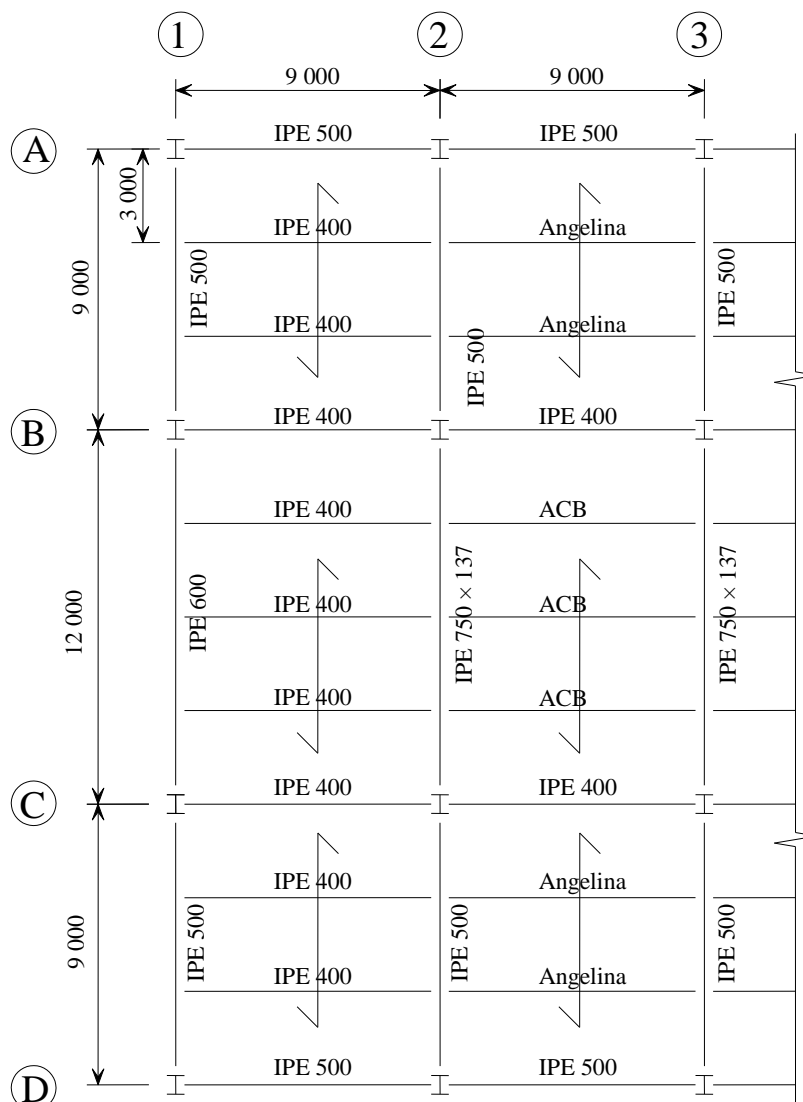 1 2 3
9 000 9 000
A
IPE 500 IPE 500
3 000
IPE 400 Angelina
9 000
IPE 500
IPE 500
IPE 400 Angelina
IPE 500
B
IPE 400 IPE 400
IPE 400 ACB
12 000
IPE 600
IPE 400 ACB
IPE 750 × 137
IPE 750 × 137
IPE 400 ACB
C
IPE 400 IPE 400
IPE 400 Angelina
9 000
IPE 500
IPE 500
IPE 500
IPE 400 Angelina
D
IPE 500 IPE 500